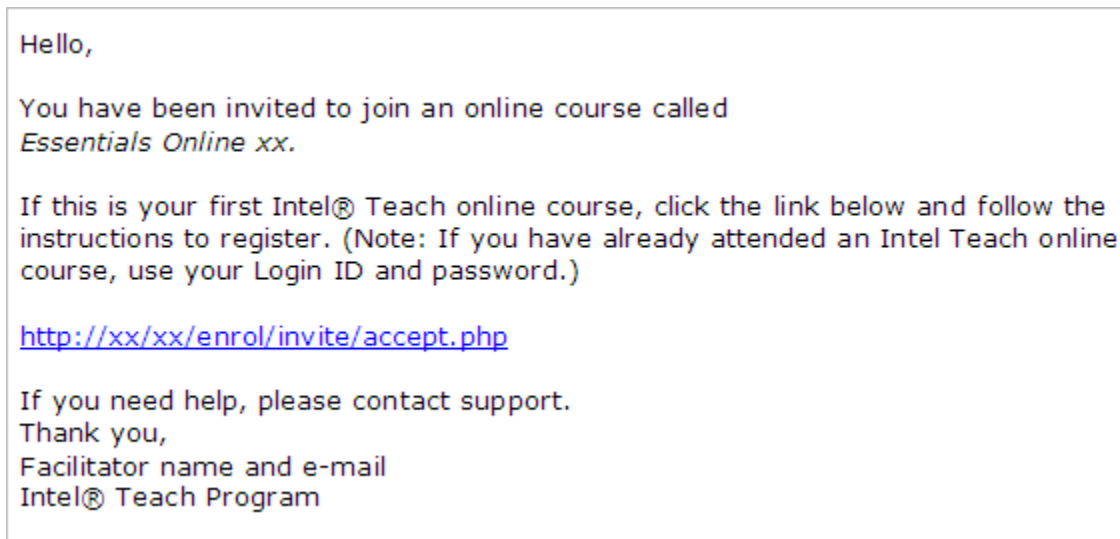 Hello,
You have been invited to join an online course called
Essentials Online xx.
If this is your first Intel® Teach online course, click the link below and follow the
instructions to register. (Note: If you have already attended an Intel Teach online
course, use your Login ID and password.)
http://xx/xx/enrol/invite/accept.php
If you need help, please contact support.
Thank you,
Facilitator name and e-mail
Intel® Teach Program